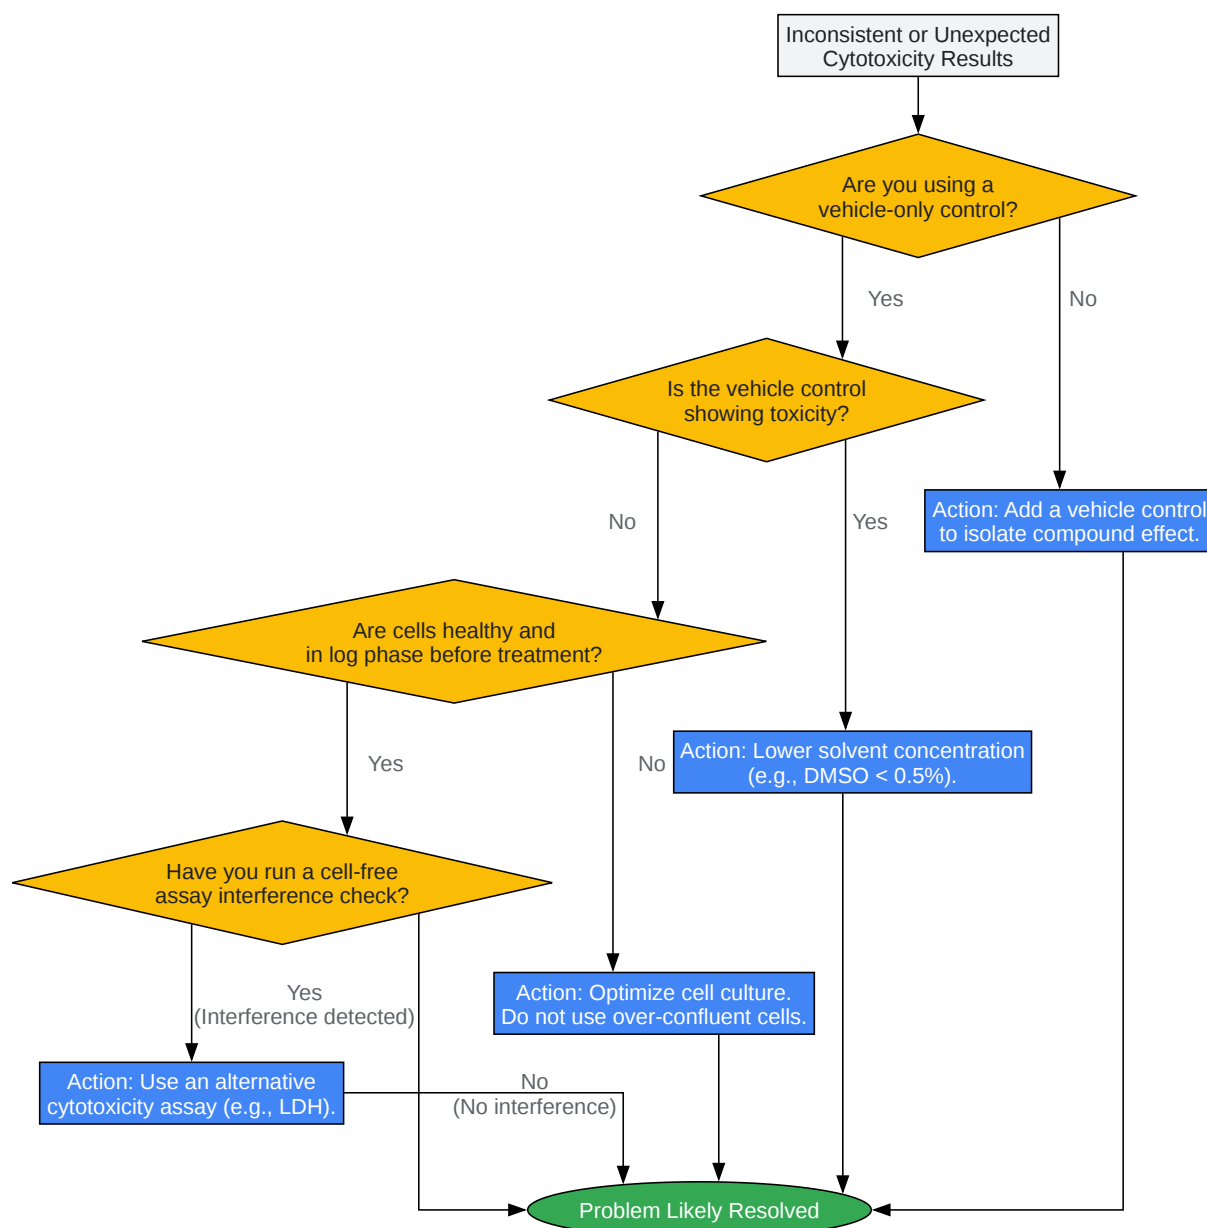 Inconsistent or Unexpected
Cytotoxicity Results
Are you using a
vehicle-only control?
Yes
No
Is the vehicle control
showing toxicity?
No
Yes
Action: Add a vehicle control
to isolate compound effect.
Are cells healthy and
in log phase before treatment?
Yes
No
Action: Lower solvent concentration
(e.g., DMSO < 0.5%).
Have you run a cell-free
assay interference check?
Yes
(Interference detected)
Action: Optimize cell culture.
Do not use over-confluent cells.
Action: Use an alternative
cytotoxicity assay (e.g., LDH).
No
(No interference)
Problem Likely Resolved